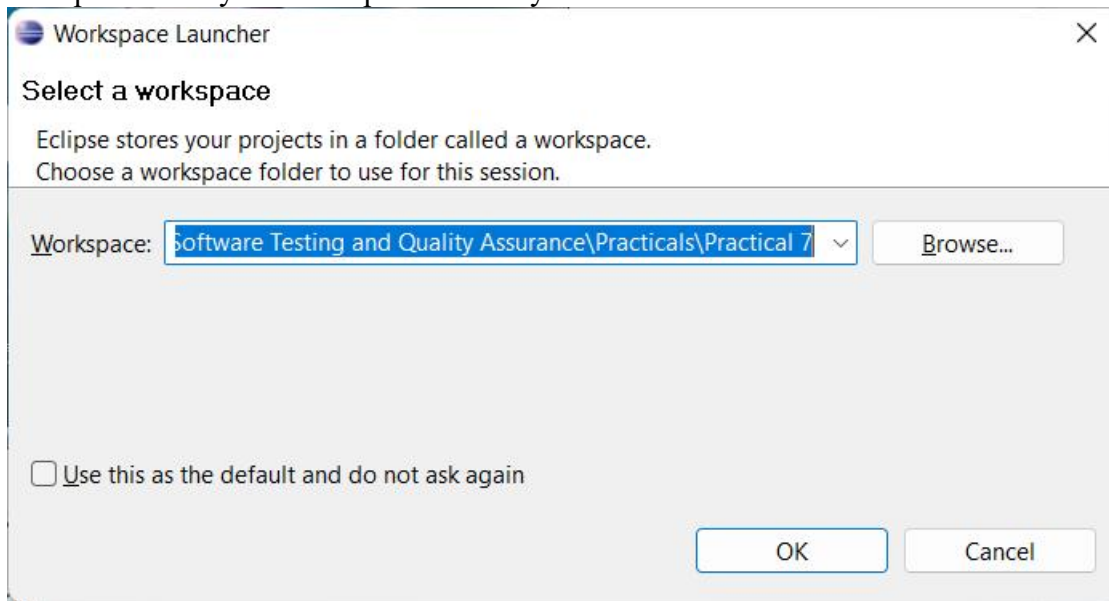 Workspace Launcher
Select a workspace
Eclipse stores your projects in a folder called a workspace.
Choose a workspace folder to use for this session.
Workspace: Software Testing and Quality Assurance\Practicals\Practical 7 Browse...
Use this as the default and do not ask again
OK Cancel